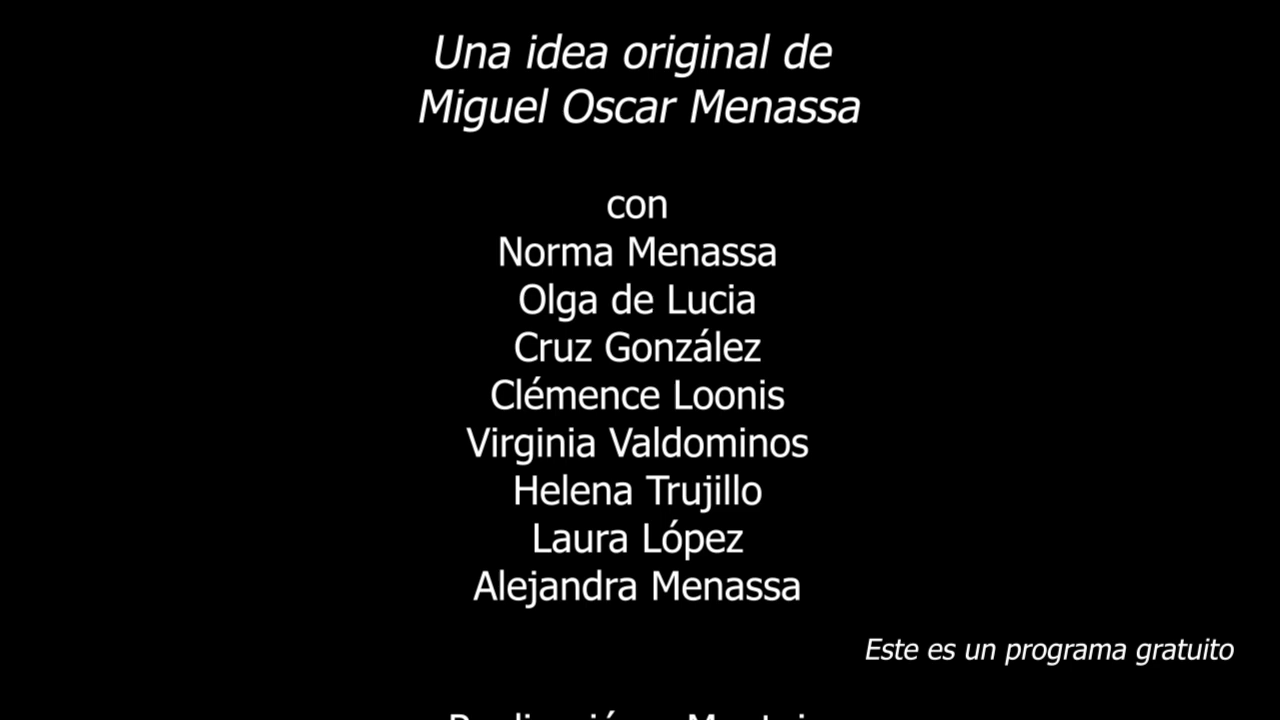 Una idea original de
Miguel Oscar Menassa
con
Norma Menassa
Olga de Lucia
Cruz González
Clémence Loonis
Virginia Valdominos
Helena Trujillo
Laura López
Alejandra Menassa
Este es un programa gratuito